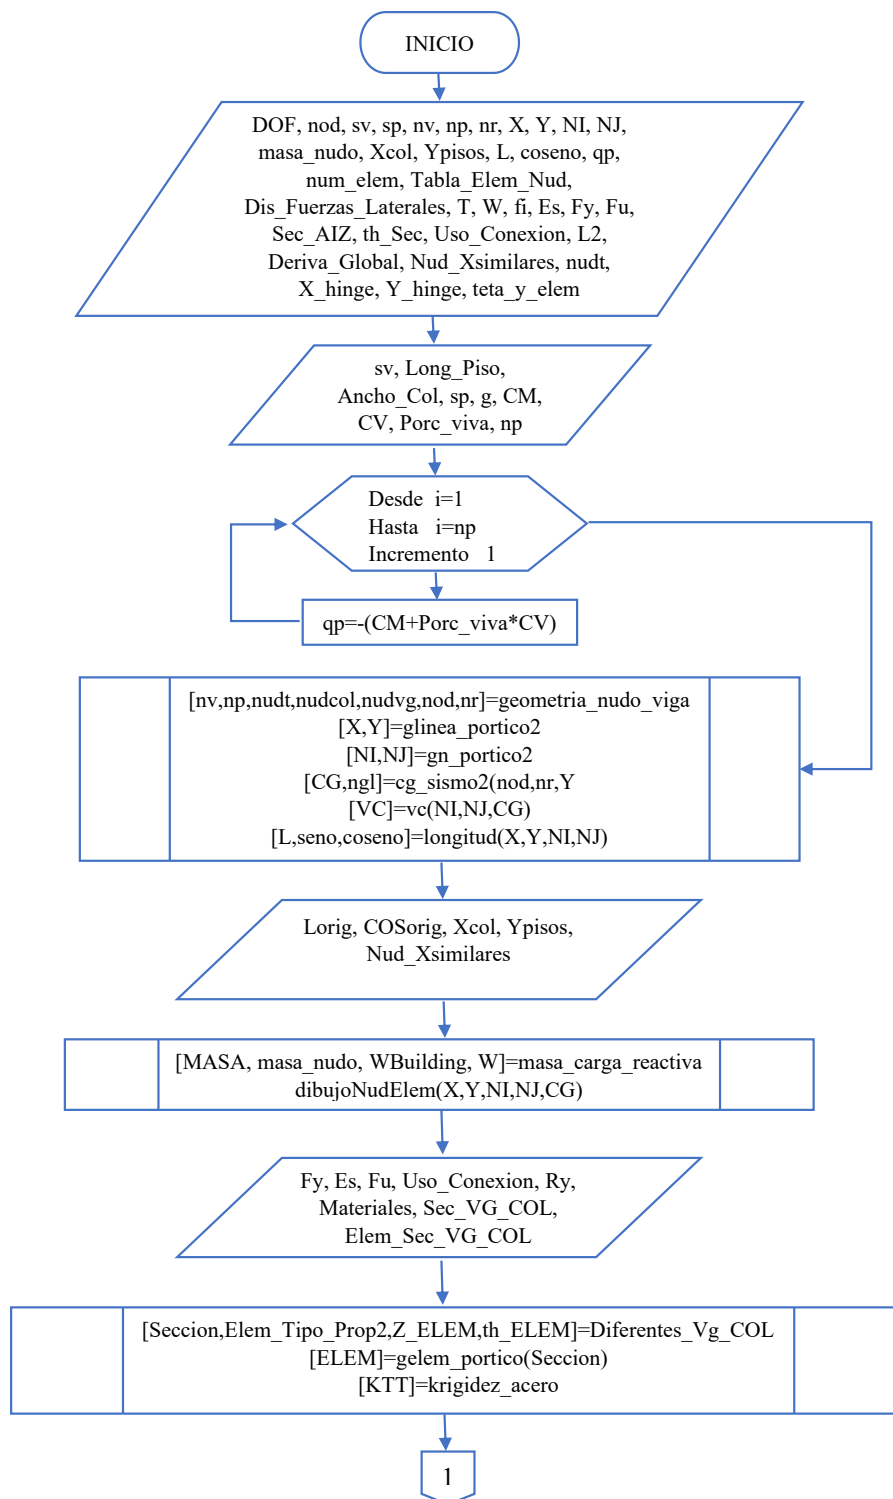 INICIO
DOF, nod, sv, sp, nv, np, nr, X, Y, NI, NJ,
masa_nudo, Xcol, Ypisos, L, coseno, qp,
num_elem, Tabla_Elem_Nud,
Dis_Fuerzas_Laterales, T, W, fi, Es, Fy, Fu,
Sec_AIZ, th_Sec, Uso_Conexion, L2,
Deriva_Global, Nud_Xsimilares, nudt,
X_hinge, Y_hinge, teta_y_elem
sv, Long_Piso,
Ancho_Col, sp, g, CM,
CV, Porc_viva, np
Desde i=1
Hasta i=np
Incremento 1
qp=-(CM+Porc_viva*CV)
[nv,np,nudt,nudcol,nudvg,nod,nr]=geometria_nudo_viga
[X,Y]=glinea_portico2
[NI,NJ]=gn_portico2
[CG,ngl]=cg_sismo2(nod,nr,Y
[VC]=vc(NI,NJ,CG)
[L,seno,coseno]=longitud(X,Y,NI,NJ)
Lorig, COSorig, Xcol, Ypisos,
Nud_Xsimilares
[MASA, masa_nudo, WBuilding, W]=masa_carga_reactiva
dibujoNudElem(X,Y,NI,NJ,CG)
Fy, Es, Fu, Uso_Conexion, Ry,
Materiales, Sec_VG_COL,
Elem_Sec_VG_COL
[Seccion,Elem_Tipo_Prop2,Z_ELEM,th_ELEM]=Diferentes_Vg_COL
[ELEM]=gelem_portico(Seccion)
[KTT]=krigidez_acero
1